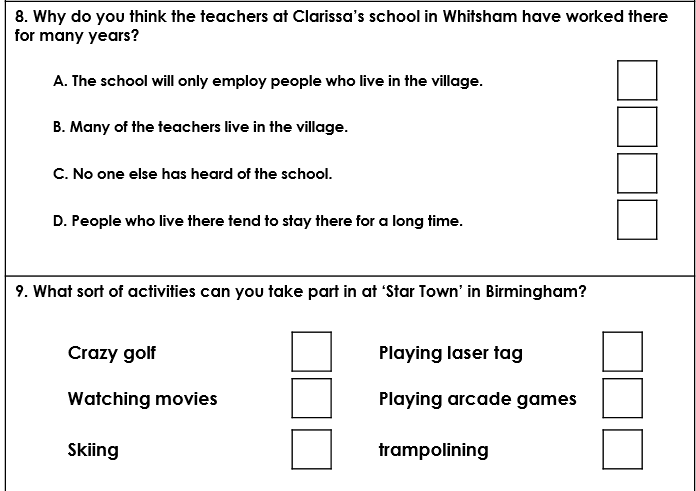 8. Why do you think the teachers at Clarissa's school in Whitsham have worked there
for many years?
A. The school will only employ people who live in the village.
B. Many of the teachers live in the village.
C. No one else has heard of the school.
D. People who live there tend to stay there for a long time.
9. What sort of activities can you take part in at 'Star Town' in Birmingham?
Crazy golf
Playing laser tag
Watching movies
Playing arcade games
Skiing
trampolining